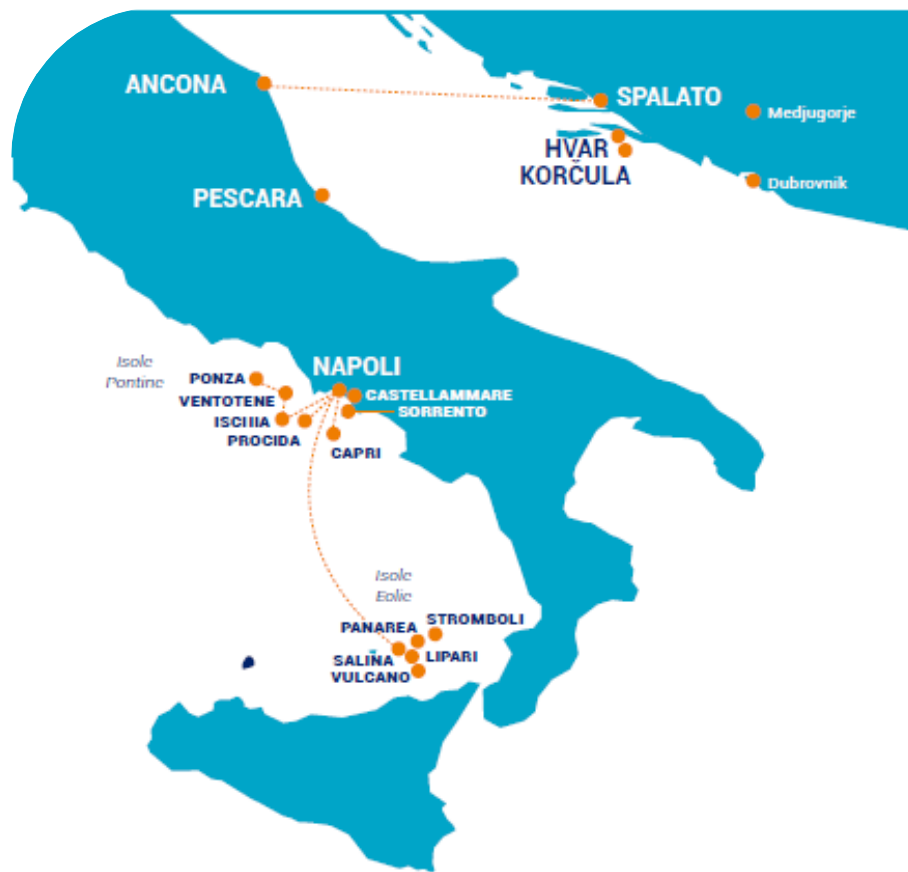 ANCONA
SPALATO
Medjugorje
HVAR
KORČULA
Dubrovnik
PESCARA
Isole
Pontine
NAPOLI
PONZA
CASTELLAMMARE
VENTOTENE
SORRENTO
ISCHIA
PROCIDA
CAPRI
Isole
Eolie
STROMBOLI
PANAREA
SALINA
LIPARI
VULCANO